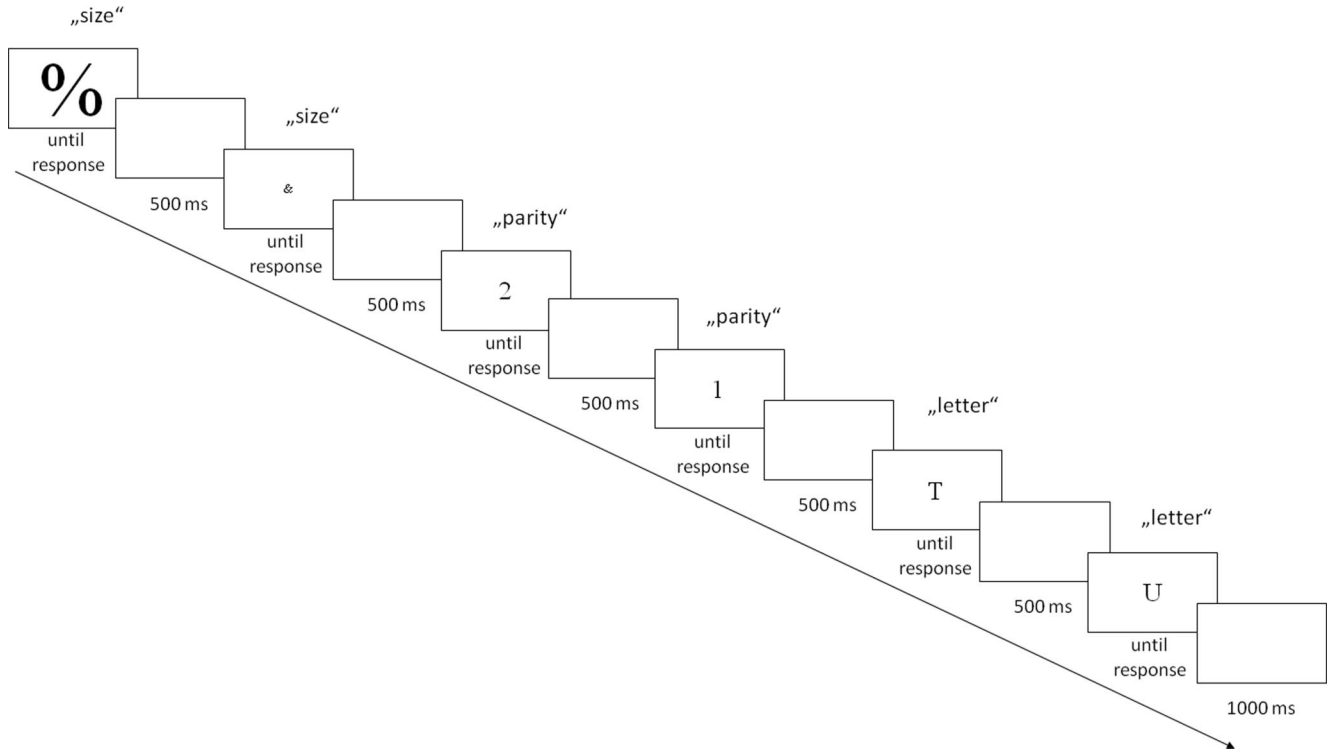 „size“
%
until
response
500 ms
„size“
&
until
response
500 ms
„parity“
2
until
response
500 ms
„parity“
1
until
response
500 ms
„letter“
T
until
response
500 ms
„letter“
U
until
response
1000 ms